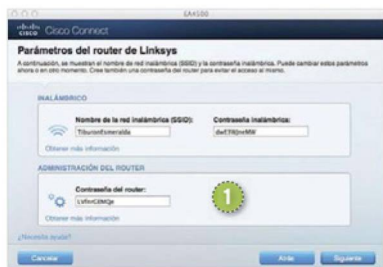 EA4500
CISCO Cisco Connect
Parámetros del router de Linksys
A continuación, se muestran el nombre de red inalámbrica (SSID) y la contraseña inalámbrica. Puede cambiar estos parámetros
ahora o en otro momento. Cree también una contraseña del router para evitar el acceso al mismo.
INALÁMBRICO
Nombre de la red inalámbrica (SSID): Contraseña inalámbrica:
TiburonEsmeralda
Obtener más información
ADMINISTRACIÓN DEL ROUTER
Contraseña del router:
1
Obtener más información
¿Necesita ayuda?
Cancelar Atrás Siguiente